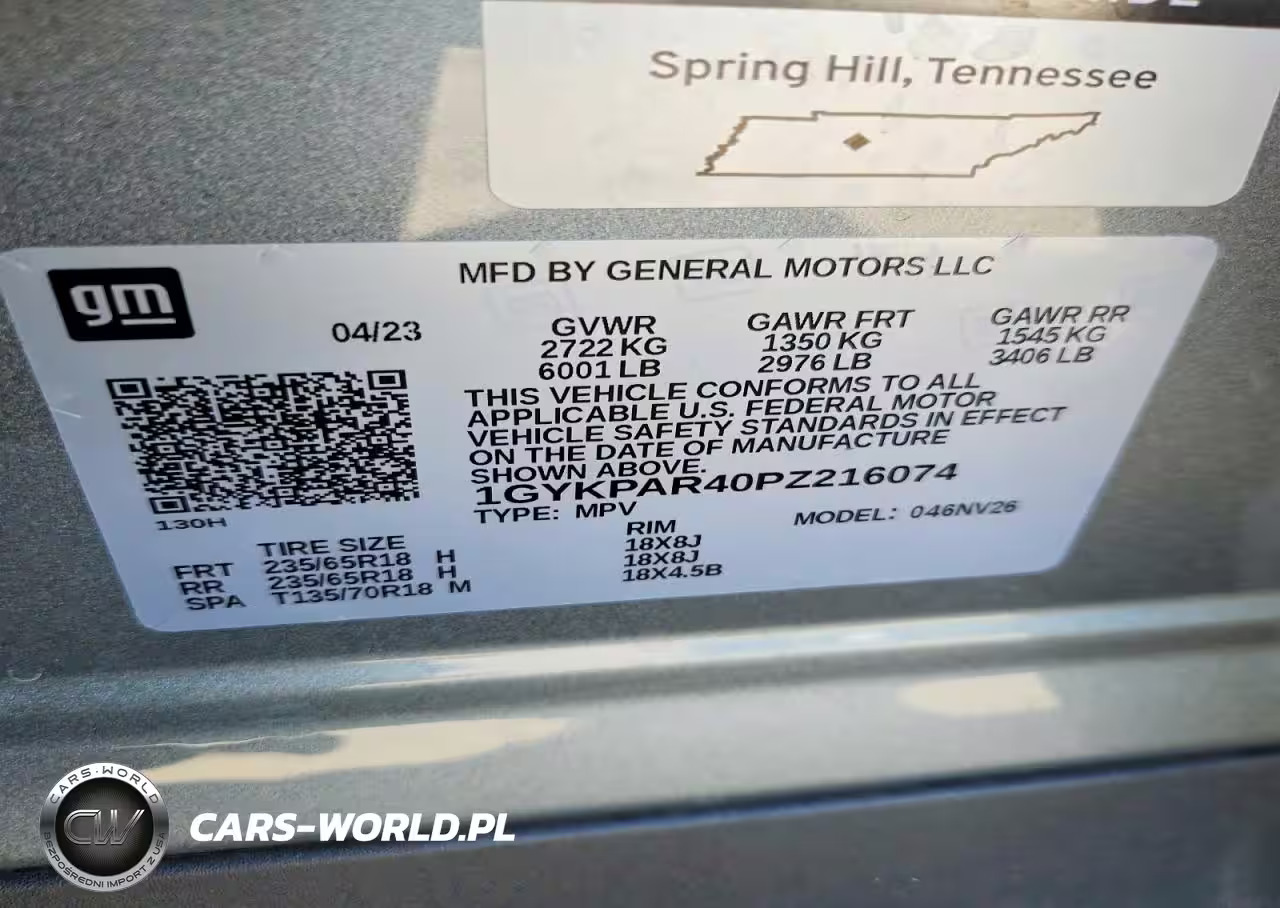 Spring Hill, Tennessee
gm
MFD BY GENERAL MOTORS LLC
04/23
GVWR GAWR FRT GAWR RR
2722 KG 1350 KG 1545 KG
6001 LB 2976 LB 3406 LB
THIS VEHICLE CONFORMS TO ALL
APPLICABLE U.S. FEDERAL MOTOR
VEHICLE SAFETY STANDARDS IN EFFECT
ON THE DATE OF MANUFACTURE
SHOWN ABOVE.
1GYKPAR40PZ216074
TYPE: MPV MODEL: 046NV26
130H
TIRE SIZE RIM
FRT 235/65R18 H 18X8J
RR 235/65R18 H 18X8J
SPA T135/70R18 M 18X4.5B
CARS-WORLD
CW
BEZPOŚREDNI IMPORT Z USA
CARS-WORLD.PL